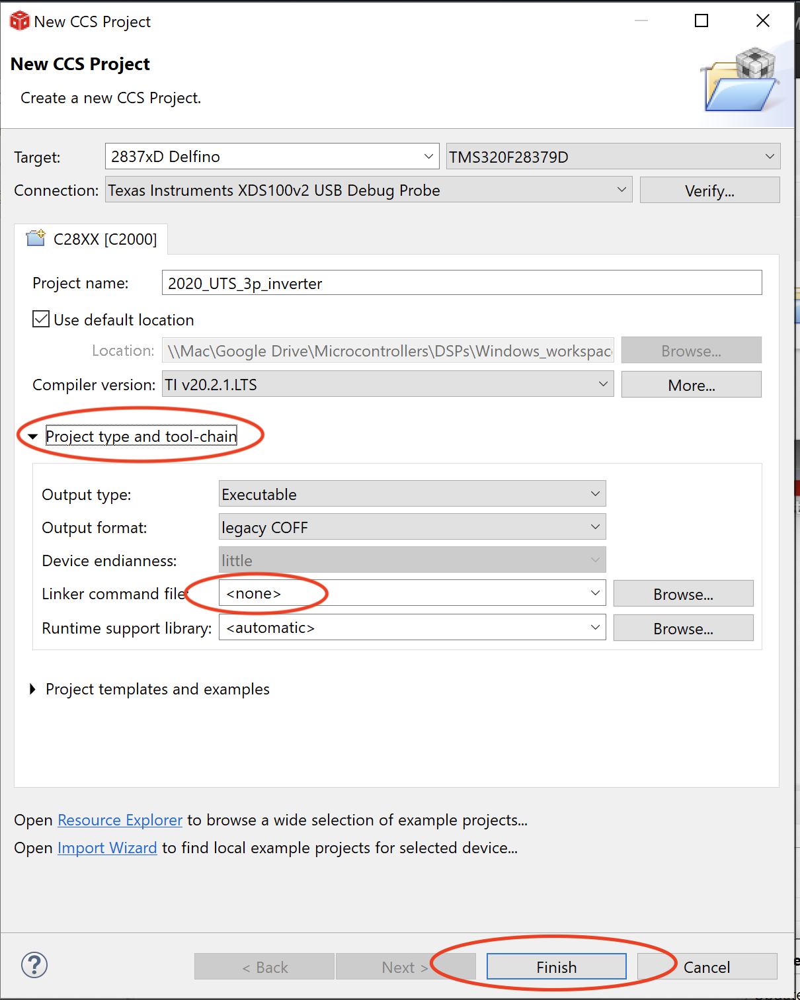 New CCS Project
New CCS Project
Create a new CCS Project.
Target: 2837xD Delfino TMS320F28379D
Connection: Texas Instruments XDS100v2 USB Debug Probe Verify...
C28XX [C2000]
Project name: 2020_UTS_3p_inverter
Use default location
Location: \\Mac\Google Drive\Microcontrollers\DSPs\Windows_workspac Browse...
Compiler version: TI v20.2.1.LTS More...
Project type and tool-chain
Output type: Executable
Output format: legacy COFF
Device endianness: little
Linker command file: <none> Browse...
Runtime support library: <automatic> Browse...
Project templates and examples
Open Resource Explorer to browse a wide selection of example projects...
Open Import Wizard to find local example projects for selected device...
? < Back Next > Finish Cancel